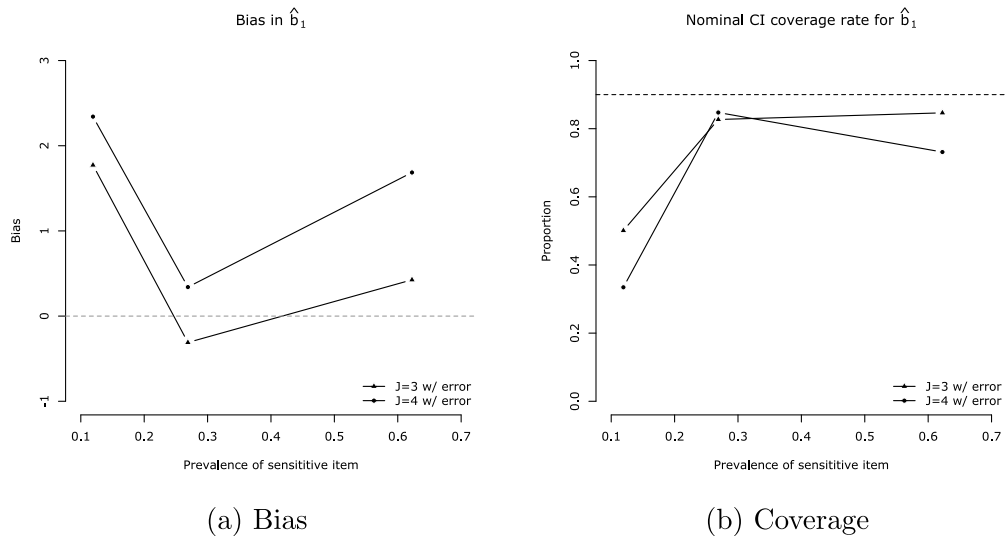 Bias in b̂₁
3
2
1
0
-1
Bias
J=3 w/ error
J=4 w/ error
0.1 0.2 0.3 0.4 0.5 0.6 0.7
Prevalence of sensititive item
(a) Bias
Nominal CI coverage rate for b̂₁
1.0
0.8
0.6
0.4
0.2
0.0
Proportion
J=3 w/ error
J=4 w/ error
0.1 0.2 0.3 0.4 0.5 0.6 0.7
Prevalence of sensititive item
(b) Coverage